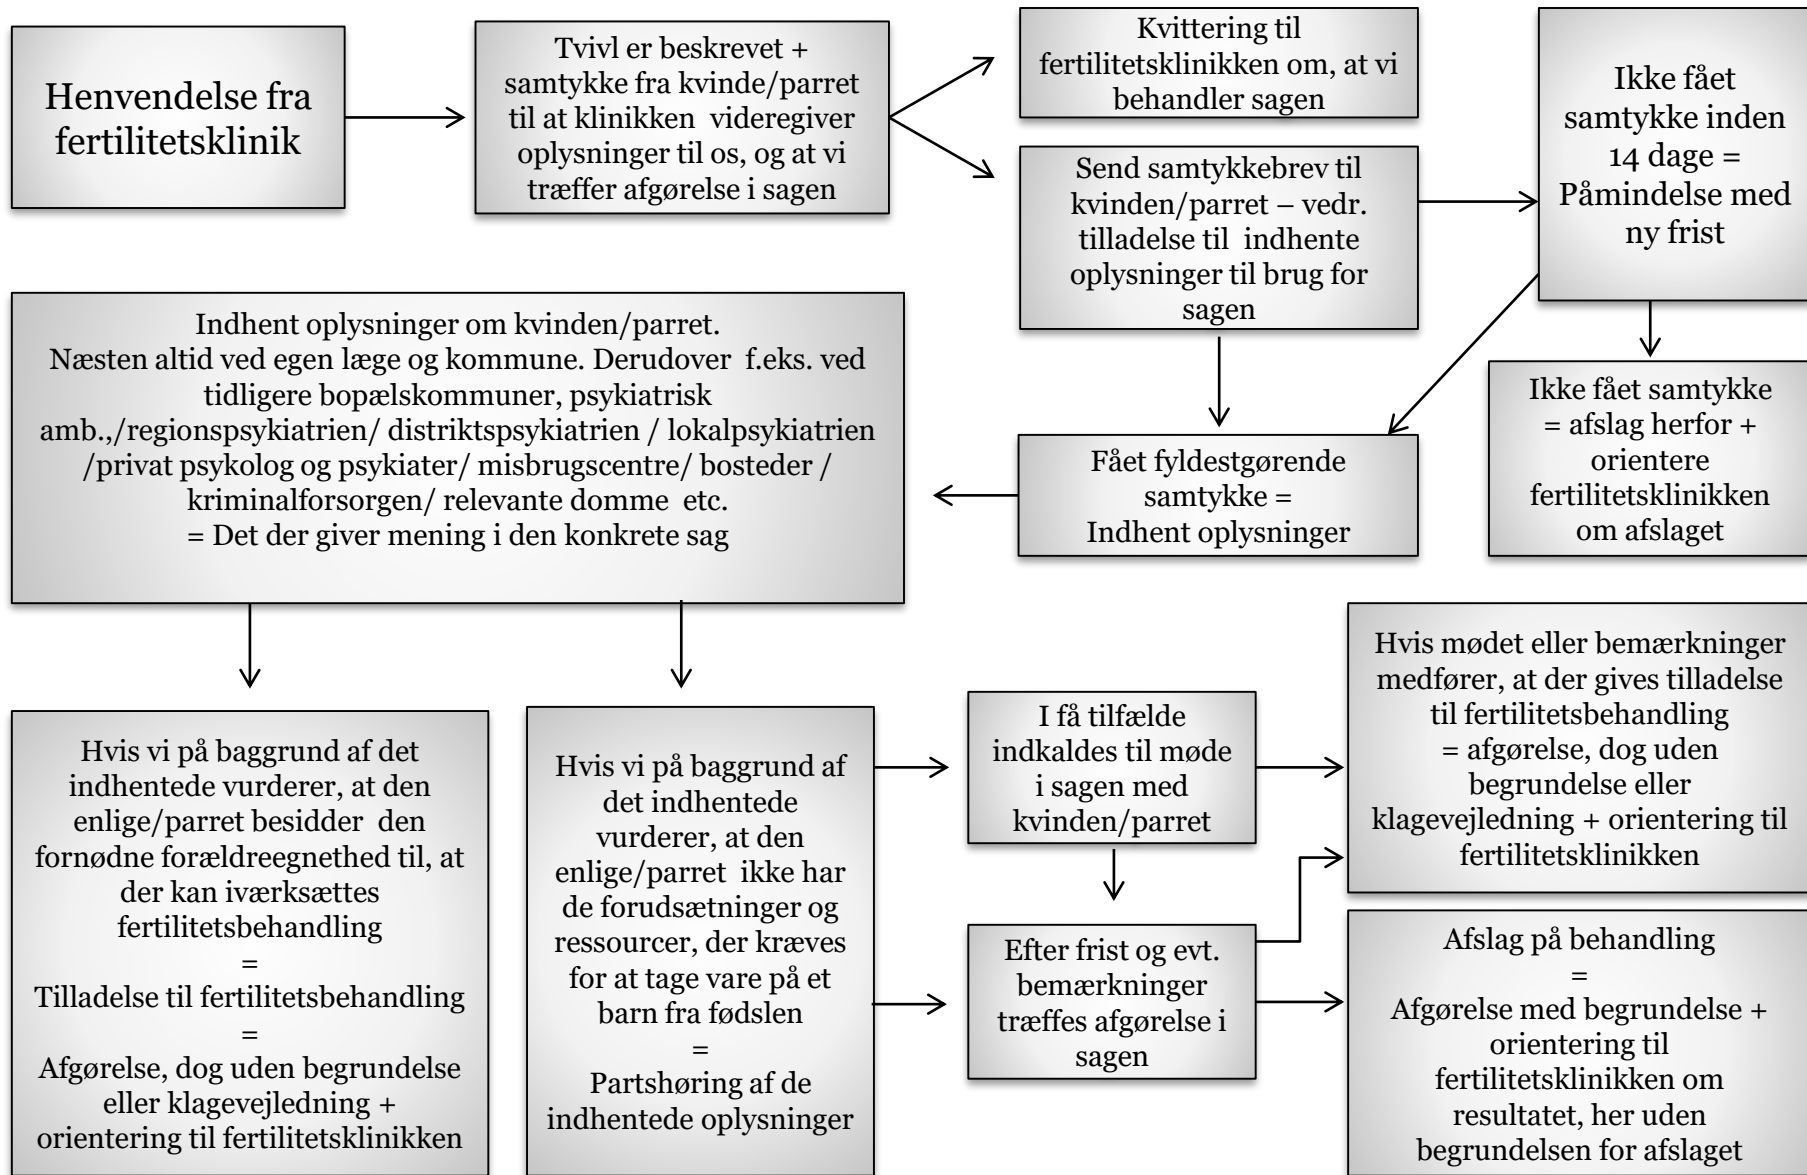 Henvendelse fra
fertilitetsklinik
Tvivl er beskrevet +
samtykke fra kvinde/parret
til at klinikken videregiver
oplysninger til os, og at vi
træffer afgørelse i sagen
Kvittering til
fertilitetsklinikken om, at vi
behandler sagen
Send samtykkebrev til
kvinden/parret – vedr.
tilladelse til indhente
oplysninger til brug for
sagen
Ikke fået
samtykke inden
14 dage =
Påmindelse med
ny frist
Ikke fået samtykke
= afslag herfor +
orientere
fertilitetsklinikken
om afslaget
Fået fyldestgørende
samtykke =
Indhent oplysninger
Indhent oplysninger om kvinden/parret.
Næsten altid ved egen læge og kommune. Derudover f.eks. ved
tidligere bopælskommuner, psykiatrisk
amb.,/regionspsykiatrien/ distriktspsykiatrien / lokalpsykiatrien
/privat psykolog og psykiater/ misbrugscentre/ bosteder /
kriminalforsorgen/ relevante domme etc.
= Det der giver mening i den konkrete sag
Hvis vi på baggrund af det
indhentede vurderer, at den
enlige/parret besidder den
fornødne forældreegnethed til, at
der kan iværksættes
fertilitetsbehandling
=
Tilladelse til fertilitetsbehandling
=
Afgørelse, dog uden begrundelse
eller klagevejledning +
orientering til fertilitetsklinikken
Hvis vi på baggrund af
det indhentede
vurderer, at den
enlige/parret ikke har
de forudsætninger og
ressourcer, der kræves
for at tage vare på et
barn fra fødslen
=
Partshøring af de
indhentede oplysninger
I få tilfælde
indkaldes til møde
i sagen med
kvinden/parret
Efter frist og evt.
bemærkninger
træffes afgørelse i
sagen
Hvis mødet eller bemærkninger
medfører, at der gives tilladelse
til fertilitetsbehandling
= afgørelse, dog uden
begrundelse eller
klagevejledning + orientering til
fertilitetsklinikken
Afslag på behandling
=
Afgørelse med begrundelse +
orientering til
fertilitetsklinikken om
resultatet, her uden
begrundelsen for afslaget